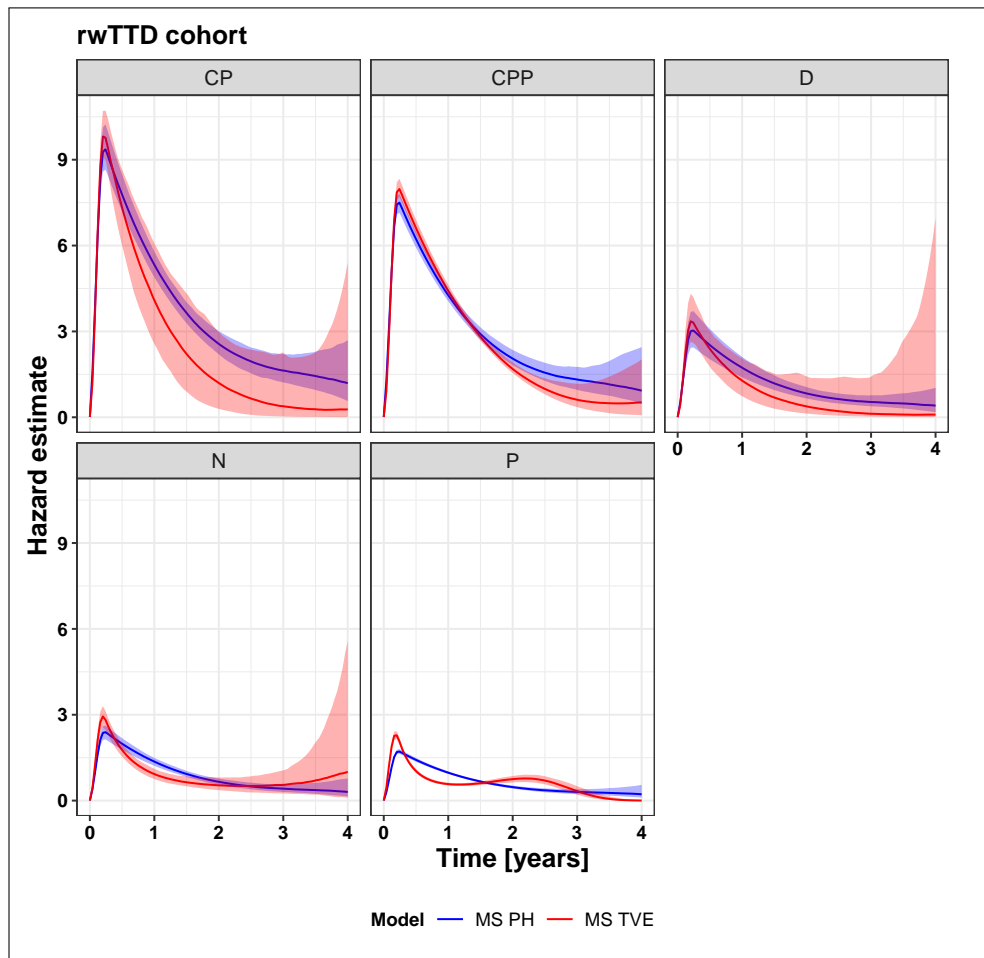 rwTTD cohort
CP CPP D
9
6
3
0
0 1 2 3 4
N P
9
6
3
0
0 1 2 3 4 0 1 2 3 4
Hazard estimate
Time [years]
Model MS PH MS TVE